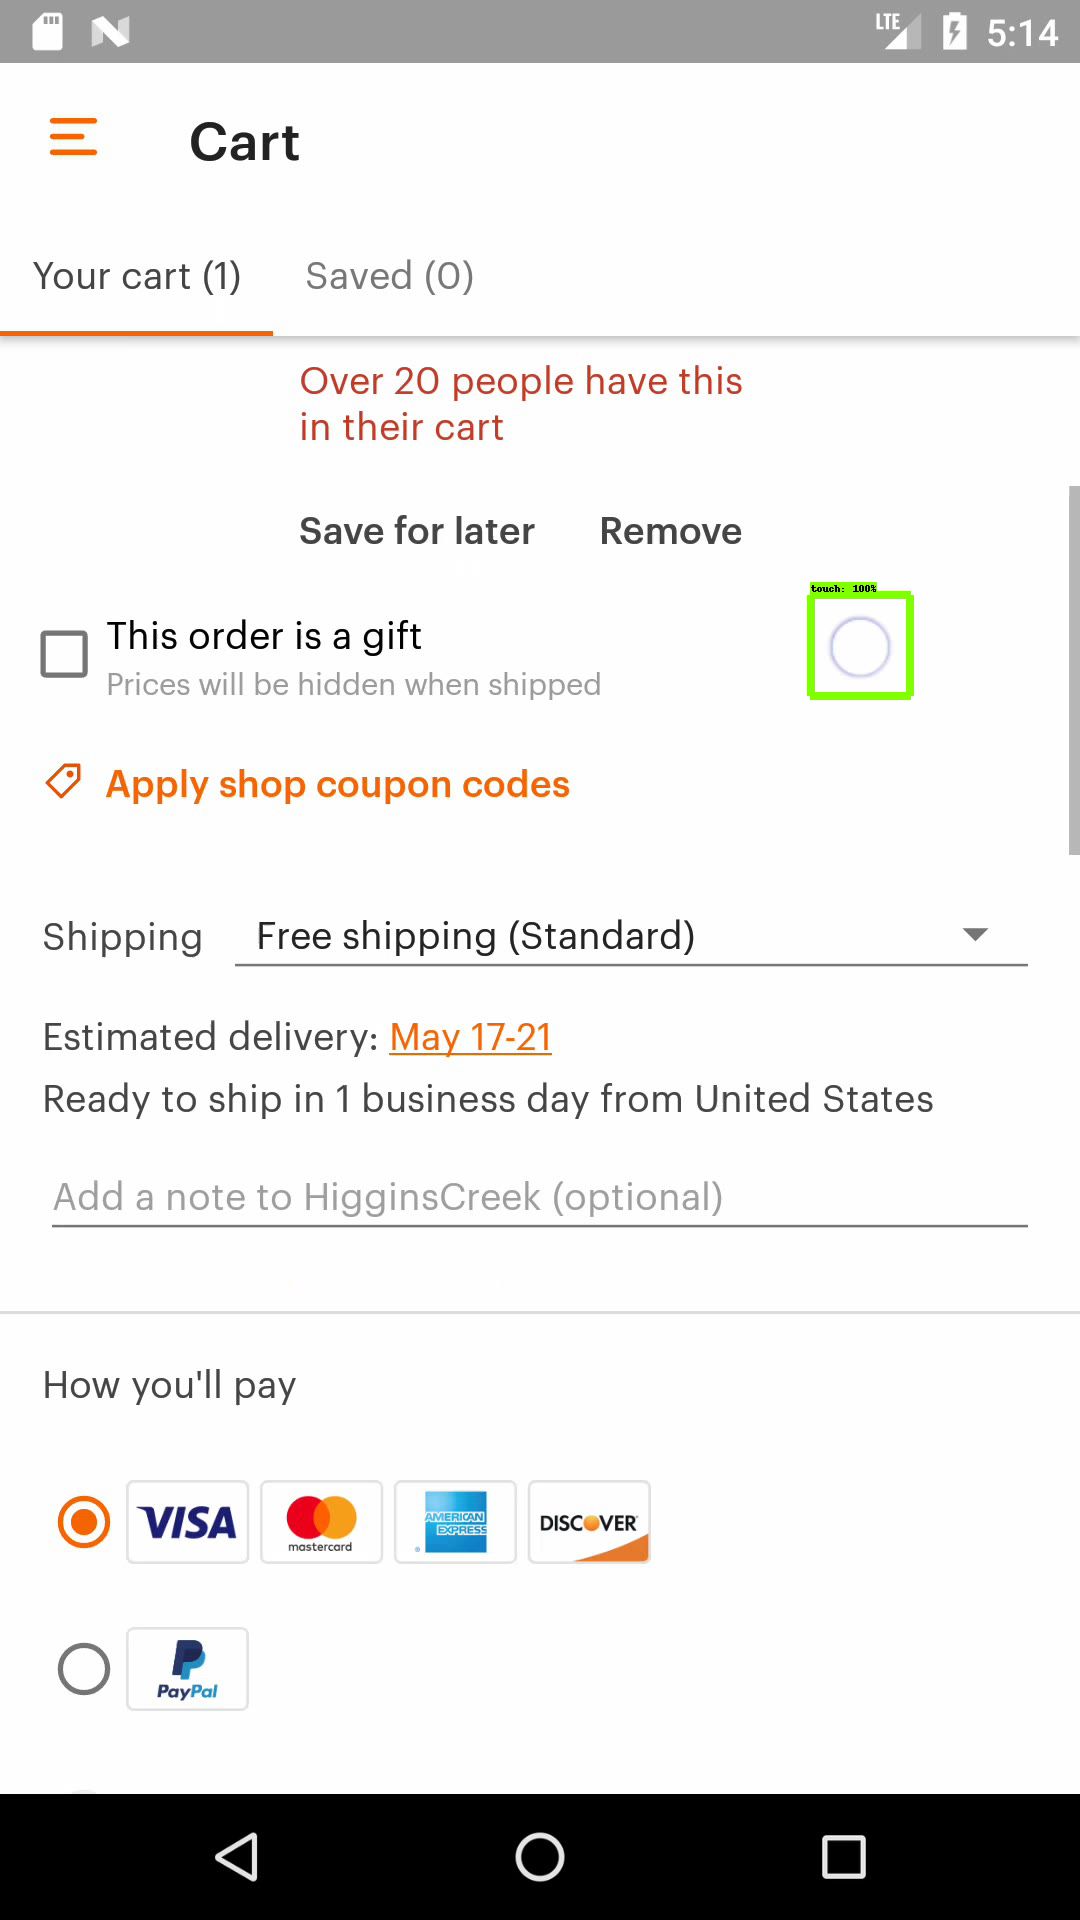 LTE 5:14
Cart
Your cart (1) Saved (0)
Over 20 people have this
in their cart
Save for later Remove
touch: 100%
This order is a gift
Prices will be hidden when shipped
Apply shop coupon codes
Shipping Free shipping (Standard)
Estimated delivery: May 17-21
Ready to ship in 1 business day from United States
Add a note to HigginsCreek (optional)
How you'll pay
VISA mastercard AMERICAN EXPRESS DISCOVER
PayPal